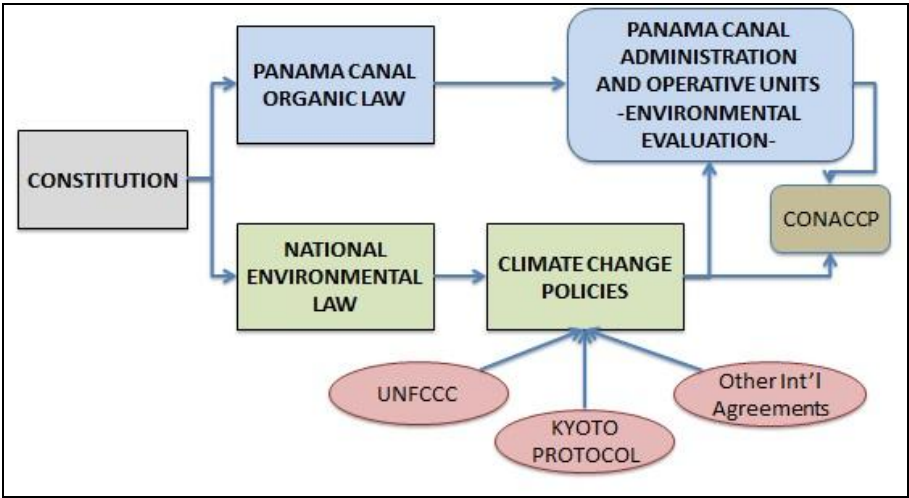 CONSTITUTION
PANAMA CANAL
ORGANIC LAW
PANAMA CANAL
ADMINISTRATION
AND OPERATIVE UNITS
-ENVIRONMENTAL
EVALUATION-
CONACCP
NATIONAL
ENVIRONMENTAL
LAW
CLIMATE CHANGE
POLICIES
UNFCCC
KYOTO
PROTOCOL
Other Int'l
Agreements